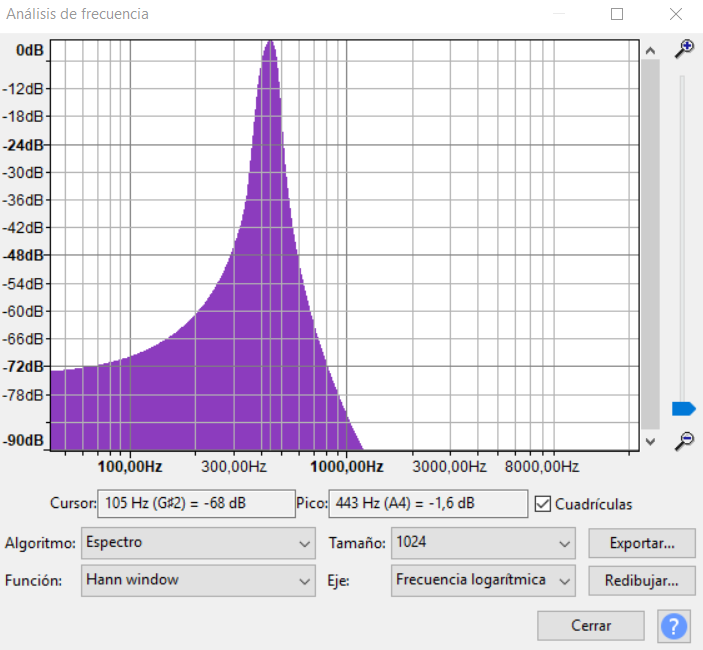 Análisis de frecuencia
0dB
-12dB
-18dB
-24dB
-30dB
-36dB
-42dB
-48dB
-54dB
-60dB
-66dB
-72dB
-78dB
-90dB
100,00Hz 300,00Hz 1000,00Hz 3000,00Hz 8000,00Hz
Cursor: 105 Hz (G♯2) = -68 dB Pico: 443 Hz (A4) = -1,6 dB Cuadrículas
Algoritmo: Espectro Tamaño: 1024 Exportar...
Función: Hann window Eje: Frecuencia logarítmica Redibujar...
Cerrar ?